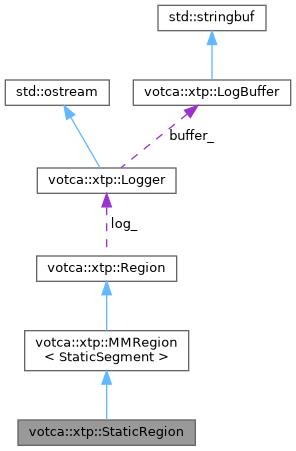 std::stringbuf
std::ostream
votca::xtp::LogBuffer
buffer_
votca::xtp::Logger
log_
votca::xtp::Region
votca::xtp::MMRegion
< StaticSegment >
votca::xtp::StaticRegion